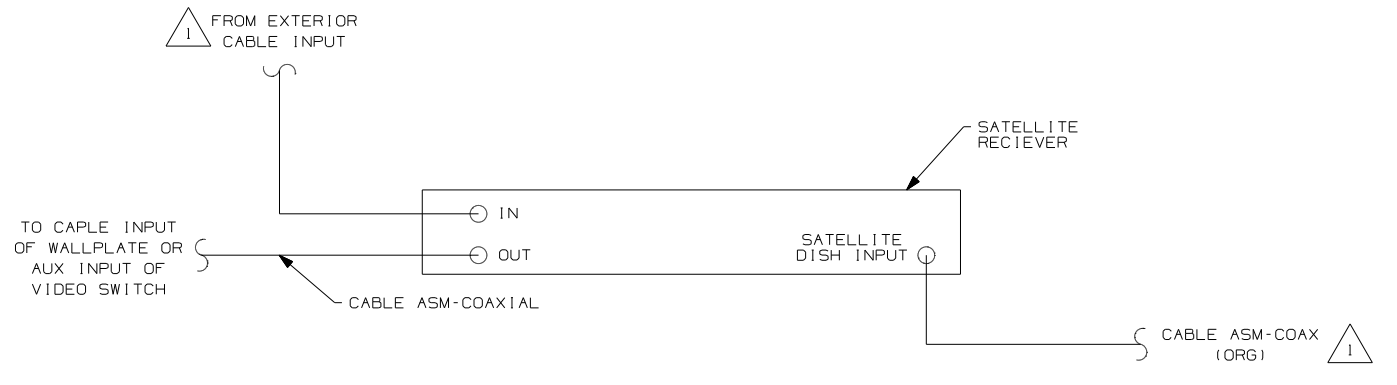 1
FROM EXTERIOR
CABLE INPUT
SATELLITE
RECIEVER
IN
TO CAPLE INPUT
OF WALLPLATE OR
AUX INPUT OF
VIDEO SWITCH
OUT
SATELLITE
DISH INPUT
CABLE ASM-COAXIAL
CABLE ASM-COAX
(ORG)
1